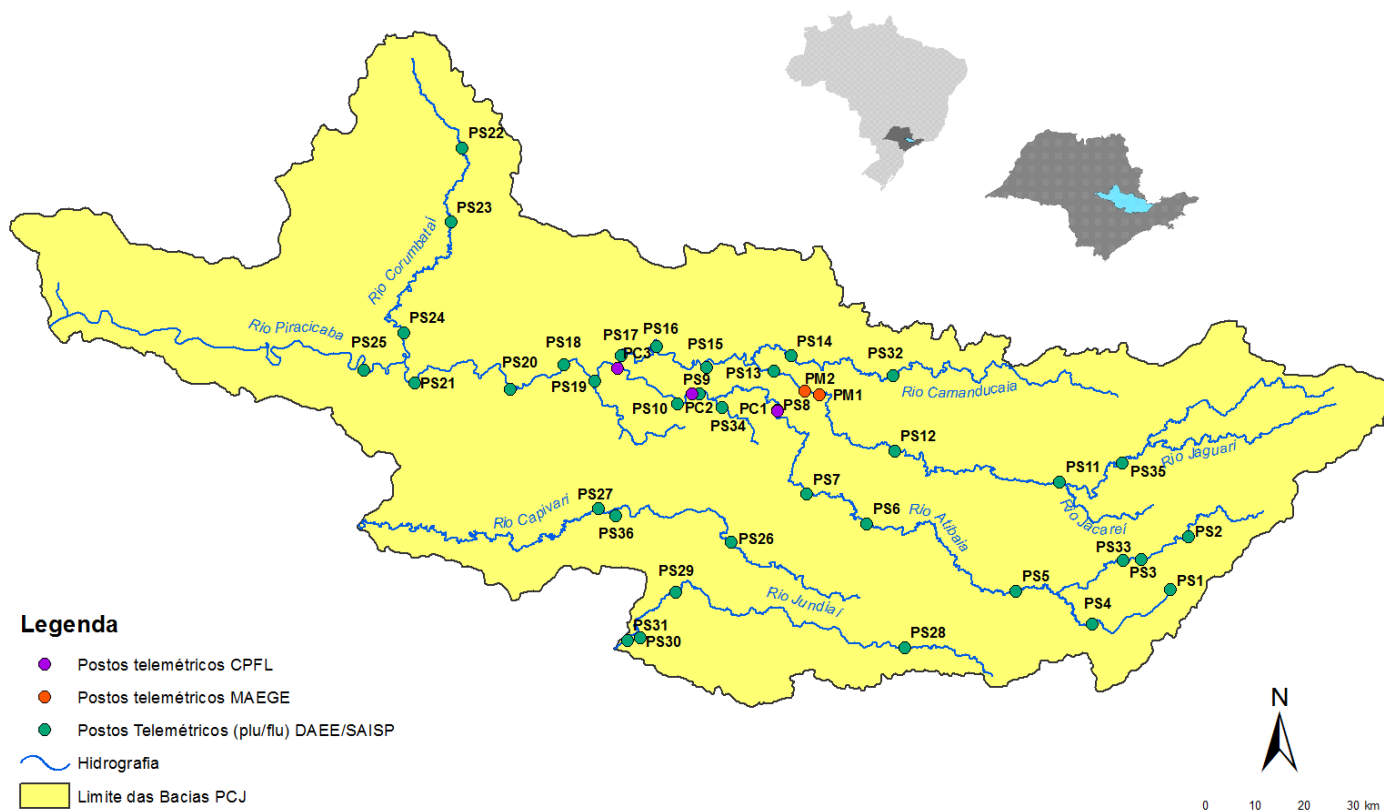 PS22
PS23
Rio Corumbataí
PS24
Rio Piracicaba
PS25
PS21
PS20
PS18
PS19
PS17
PC3
PS16
PS15
PS14
PS13
PS32
Rio Camanducaia
PM2
PM1
PS9
PC2
PS10
PS34
PC1
PS8
PS12
PS11
PS35
Rio Jaguari
Rio Jacareí
PS7
PS6
Rio Atibaia
PS2
PS33
PS3
PS1
PS5
PS4
PS27
Rio Capivari
PS36
PS26
PS29
Rio Jundiaí
PS31
PS30
PS28
Legenda
Postos telemétricos CPFL
Postos telemétricos MAEGE
Postos Telemétricos (plu/flu) DAEE/SAISP
Hidrografia
Limite das Bacias PCJ
N
0 10 20 30 km